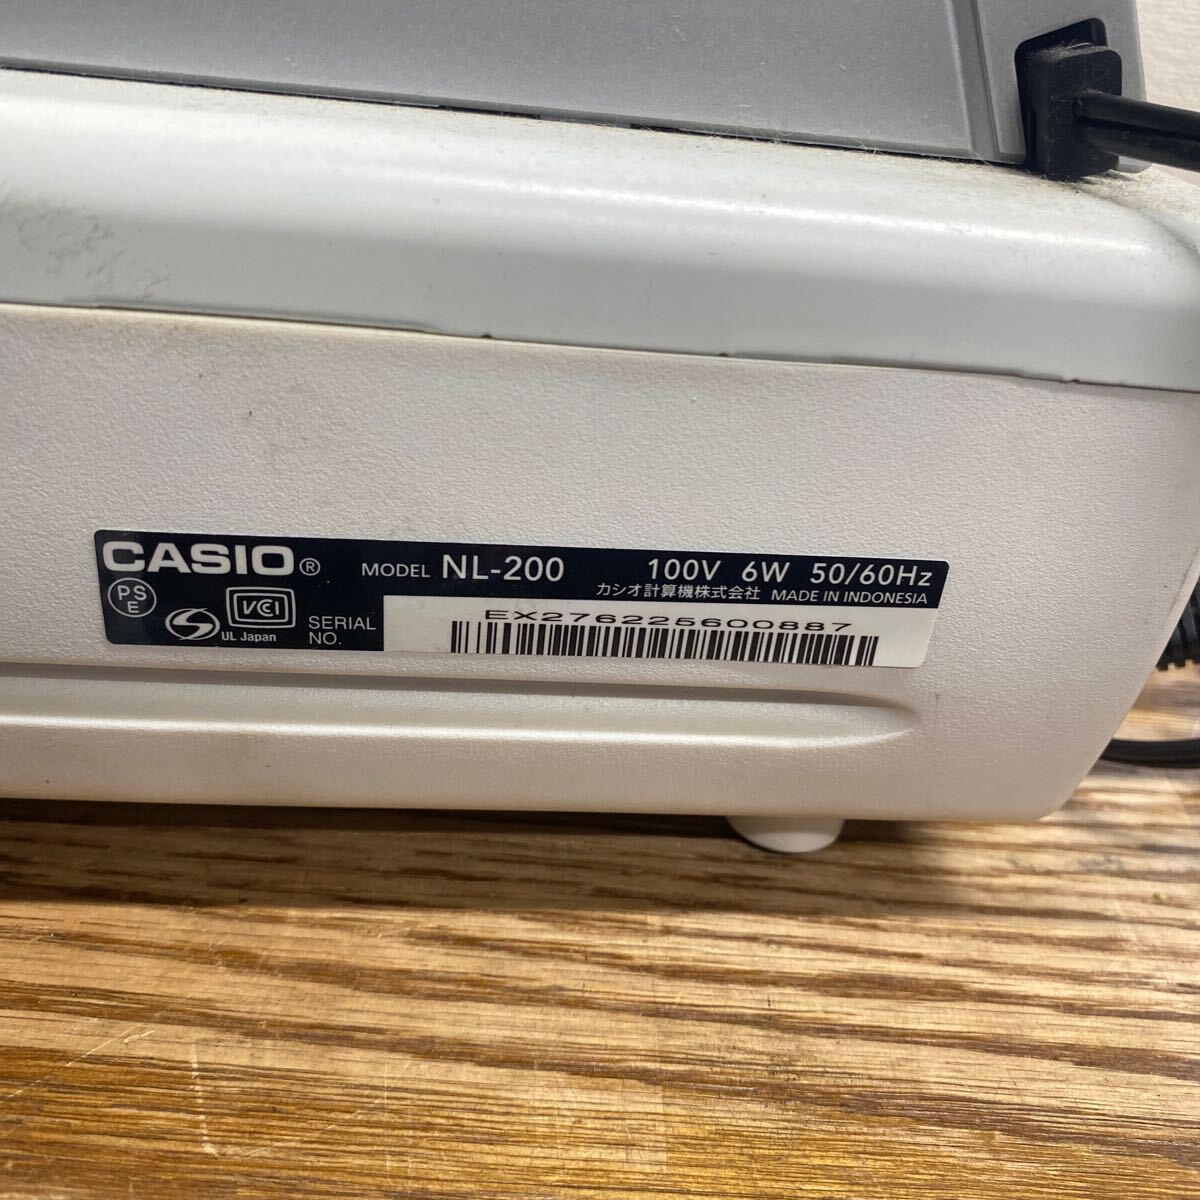 CASIO® MODEL NL-200 100V 6W 50/60Hz
カシオ計算機株式会社 MADE IN INDONESIA
PS
E
VCI
UL Japan
SERIAL
NO.
EX276225600887